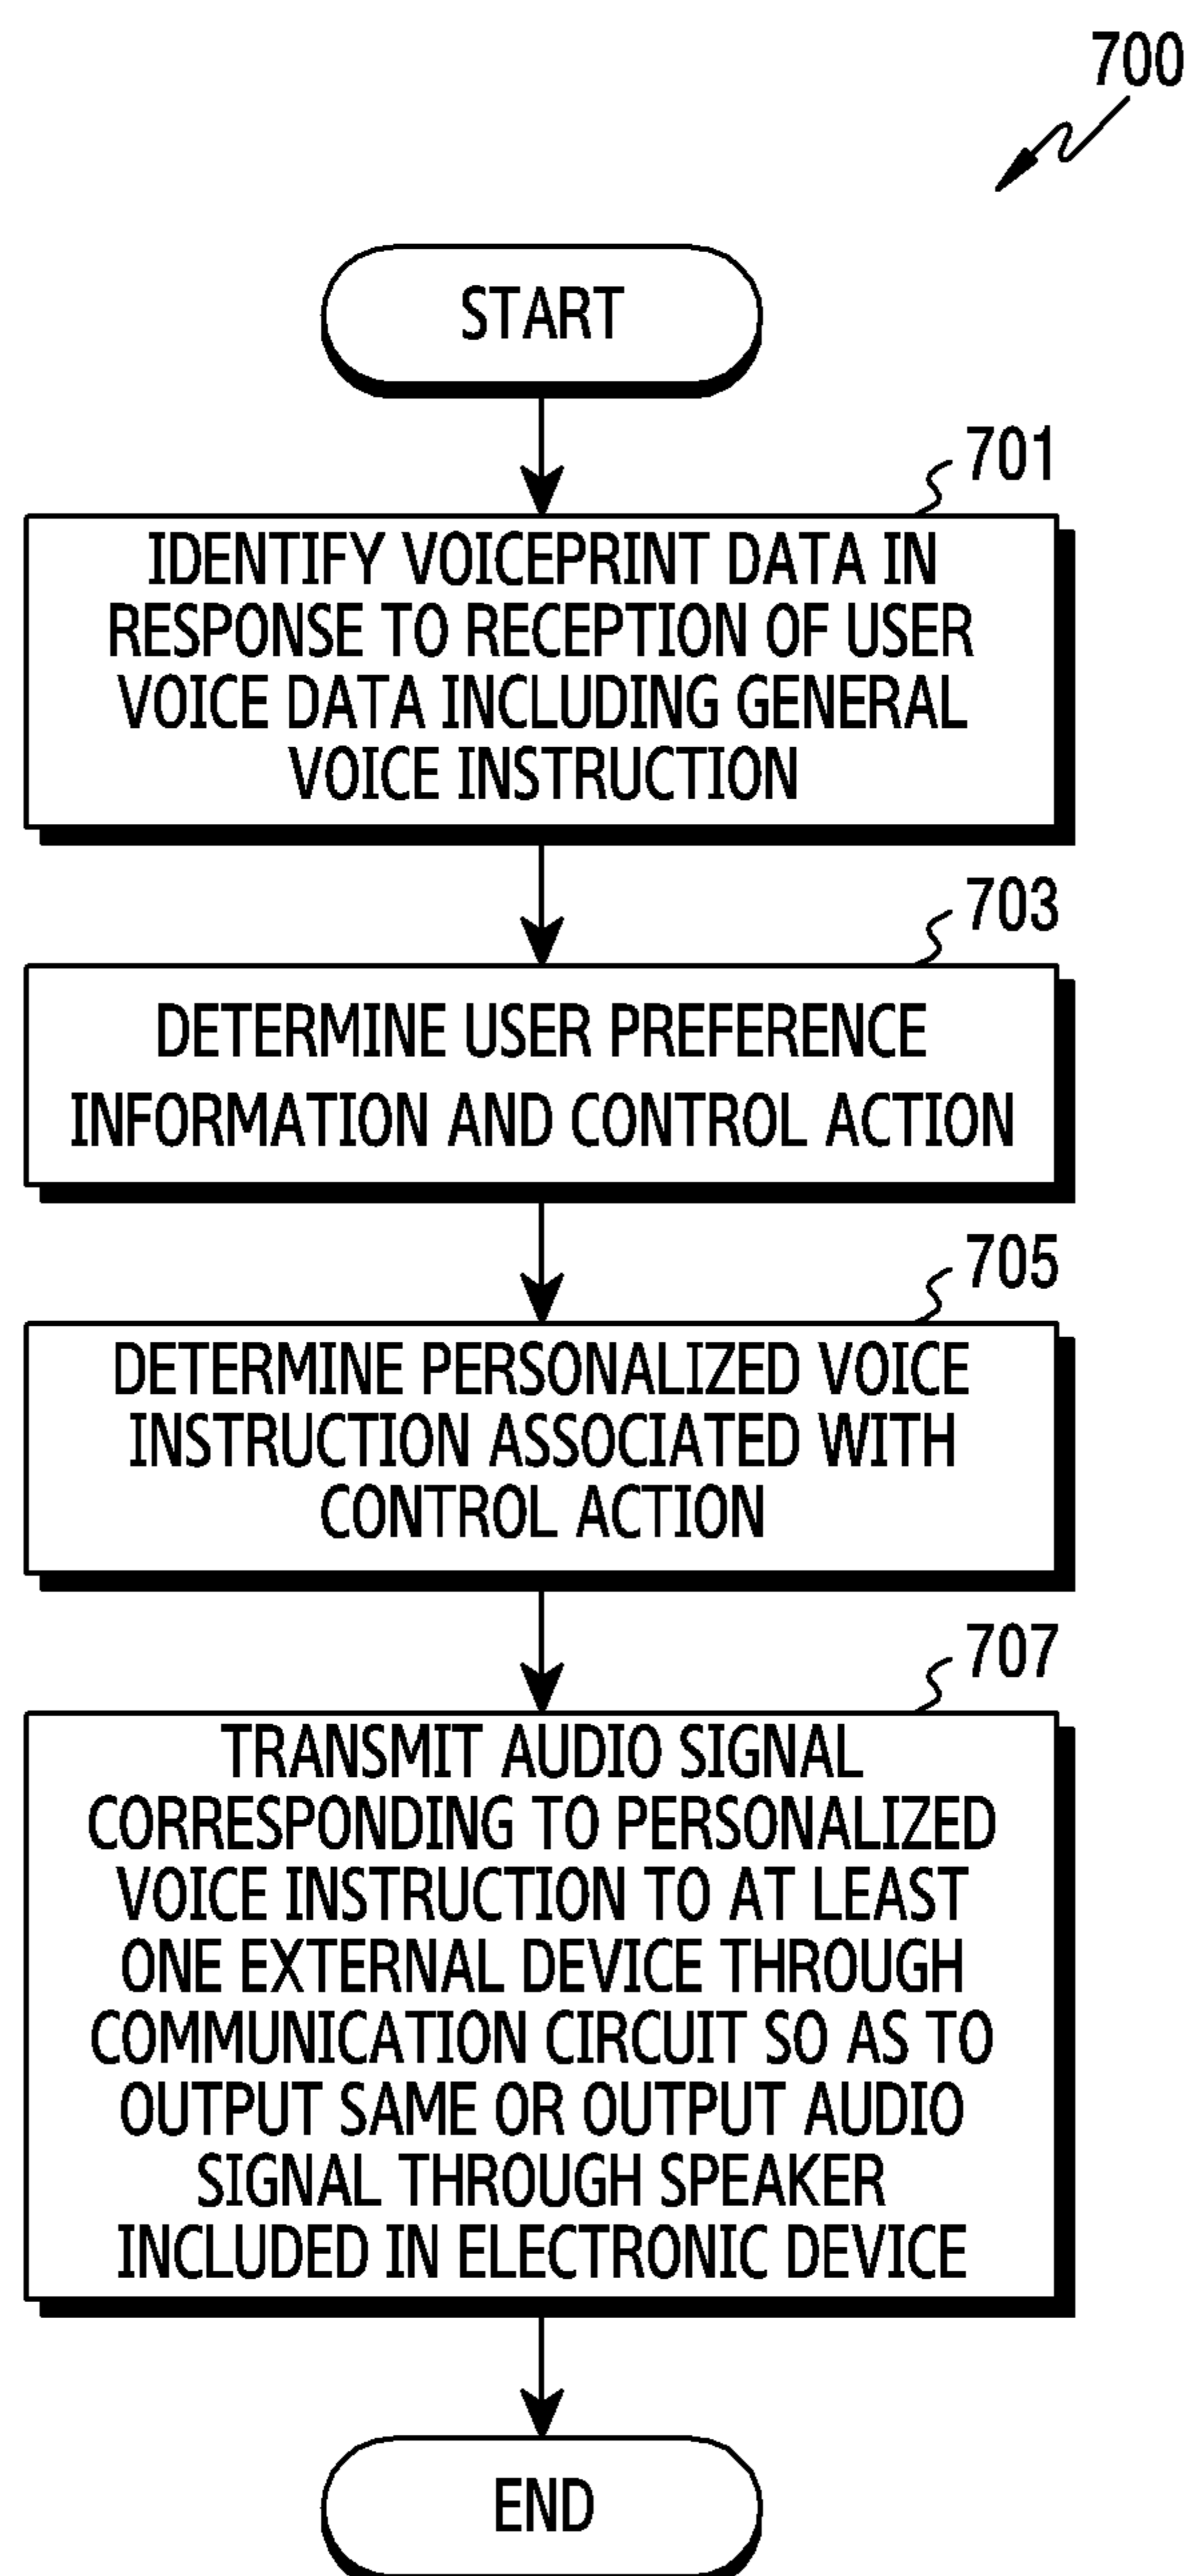 700
START
701
IDENTIFY VOICEPRINT DATA IN
RESPONSE TO RECEPTION OF USER
VOICE DATA INCLUDING GENERAL
VOICE INSTRUCTION
703
DETERMINE USER PREFERENCE
INFORMATION AND CONTROL ACTION
705
DETERMINE PERSONALIZED VOICE
INSTRUCTION ASSOCIATED WITH
CONTROL ACTION
707
TRANSMIT AUDIO SIGNAL
CORRESPONDING TO PERSONALIZED
VOICE INSTRUCTION TO AT LEAST
ONE EXTERNAL DEVICE THROUGH
COMMUNICATION CIRCUIT SO AS TO
OUTPUT SAME OR OUTPUT AUDIO
SIGNAL THROUGH SPEAKER
INCLUDED IN ELECTRONIC DEVICE
END